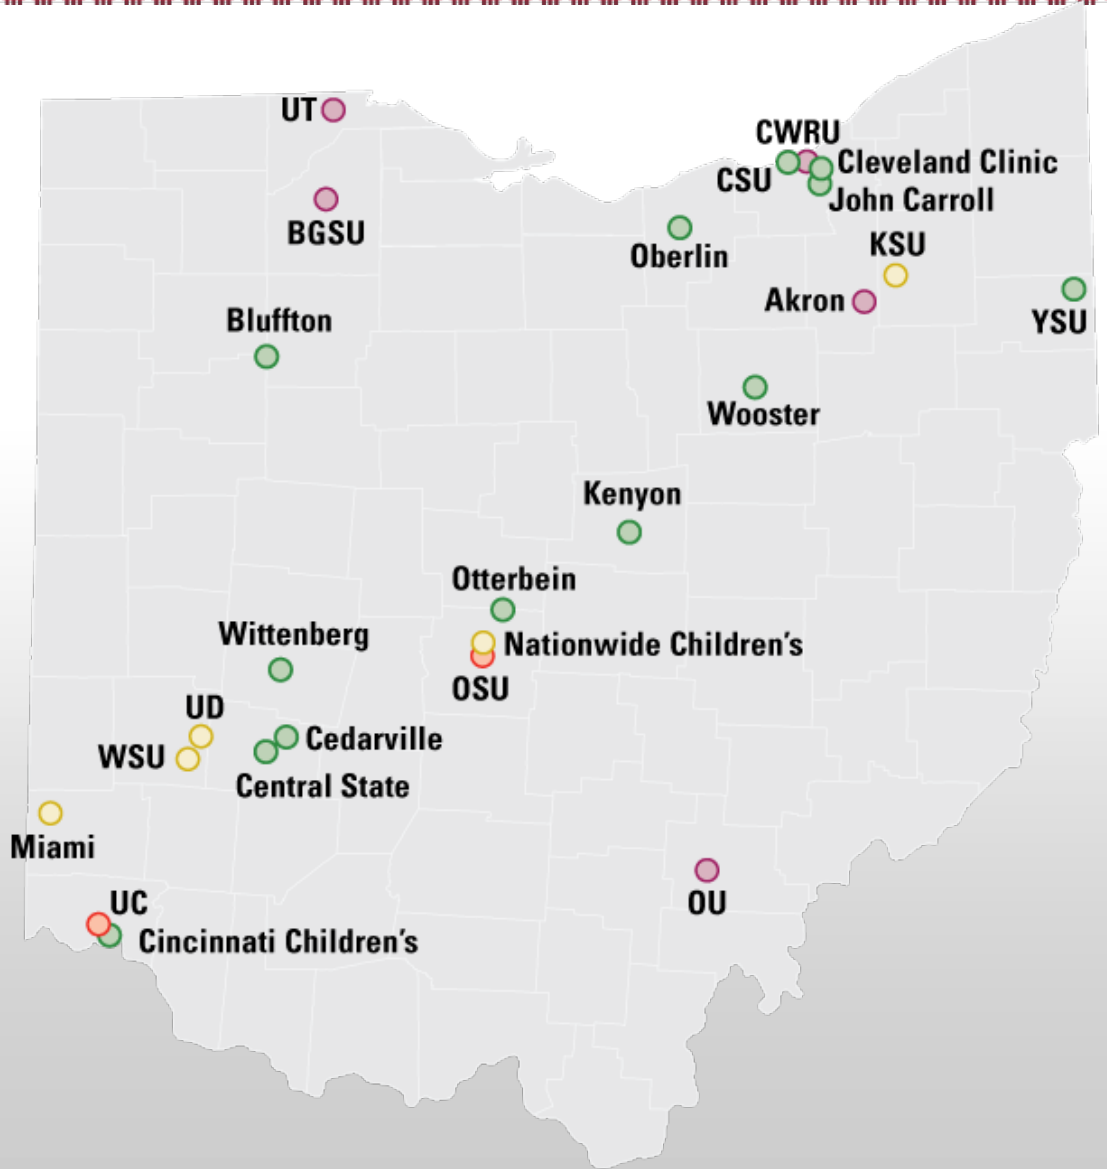 UT
CWRU
Cleveland Clinic
CSU
John Carroll
BGSU
KSU
Oberlin
Akron
YSU
Bluffton
Wooster
Kenyon
Otterbein
Wittenberg
Nationwide Children's
OSU
UD
Cedarville
WSU
Central State
Miami
OU
UC
Cincinnati Children's